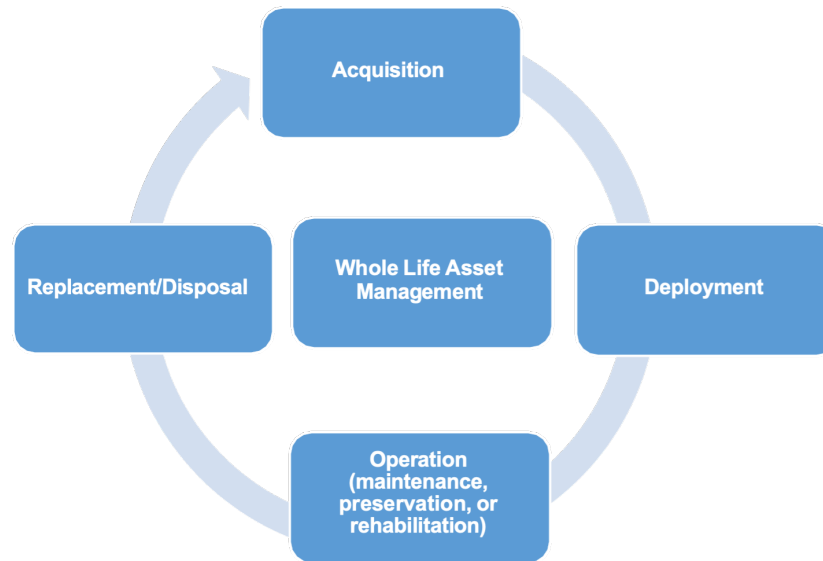 Acquisition
Replacement/Disposal
Whole Life Asset
Management
Deployment
Operation
(maintenance,
preservation, or
rehabilitation)